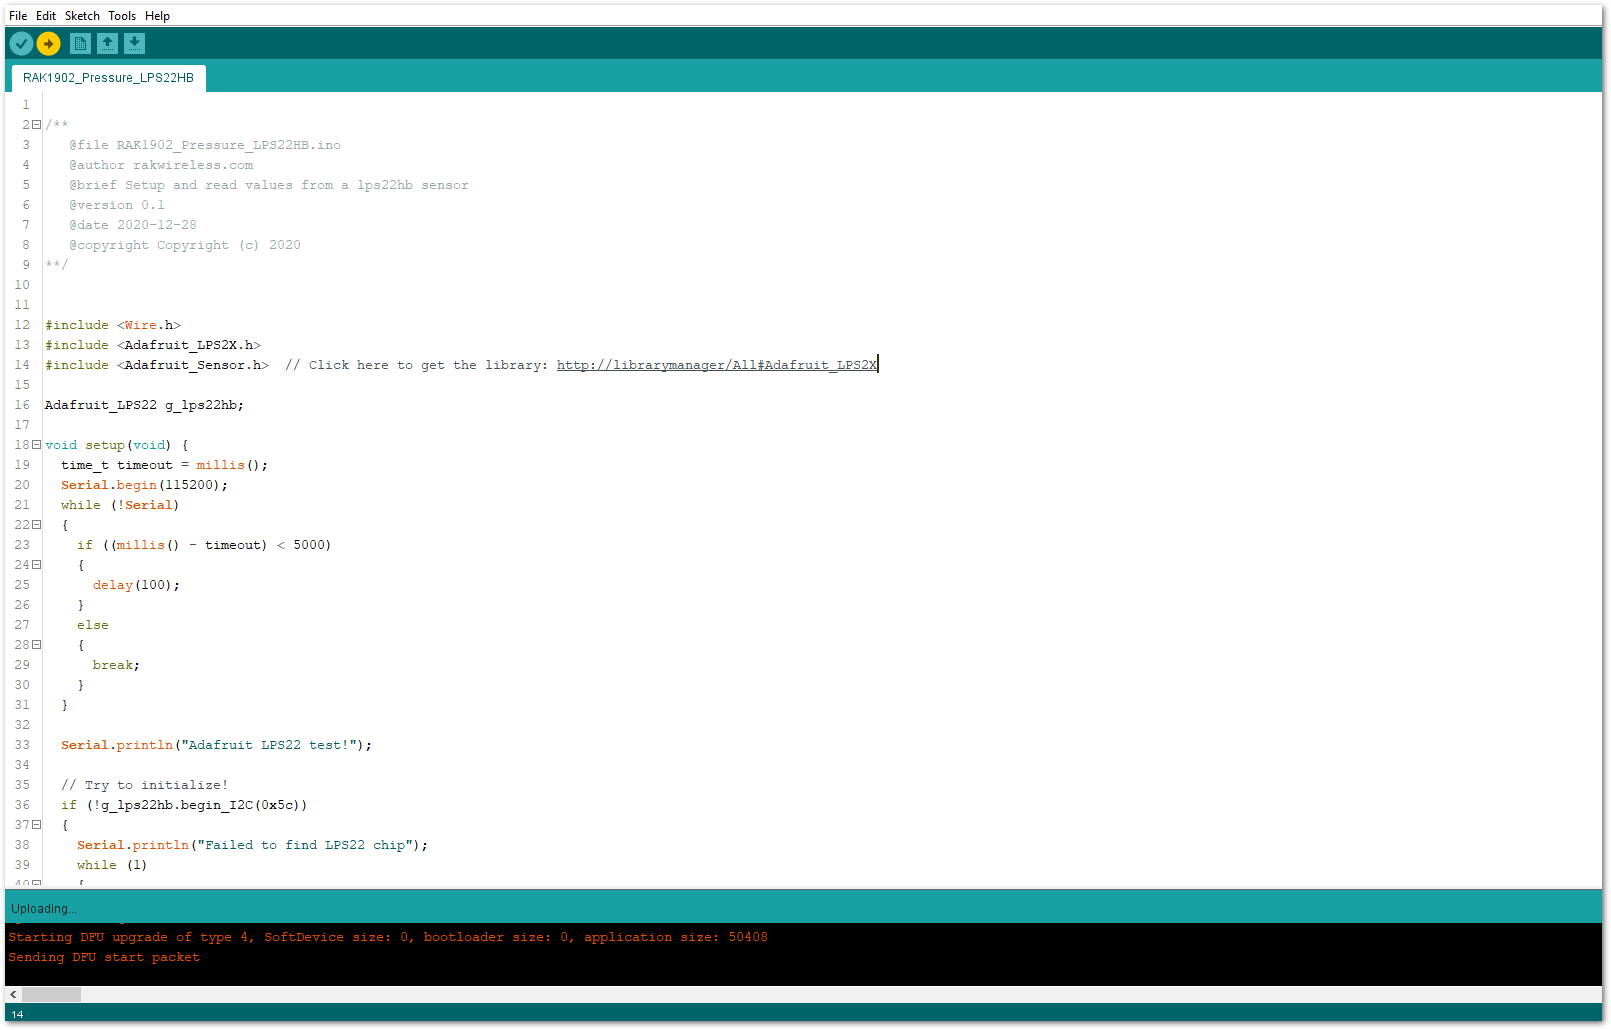 File Edit Sketch Tools Help
RAK1902_Pressure_LPS22HB
1
2 /**
3 @file RAK1902_Pressure_LPS22HB.ino
4 @author rakwireless.com
5 @brief Setup and read values from a lps22hb sensor
6 @version 0.1
7 @date 2020-12-28
8 @copyright Copyright (c) 2020
9 **/
10
11
12 #include <Wire.h>
13 #include <Adafruit_LPS2X.h>
14 #include <Adafruit_Sensor.h>  // Click here to get the library: http://librarymanager/All#Adafruit_LPS2X
15
16 Adafruit_LPS22 g_lps22hb;
17
18 void setup(void) {
19 time_t timeout = millis();
20 Serial.begin(115200);
21 while (!Serial)
22 {
23 if ((millis() - timeout) < 5000)
24 {
25 delay(100);
26 }
27 else
28 {
29 break;
30 }
31 }
32
33 Serial.println("Adafruit LPS22 test!");
34
35 // Try to initialize!
36 if (!g_lps22hb.begin_I2C(0x5c))
37 {
38 Serial.println("Failed to find LPS22 chip");
39 while (1)
40 {
Uploading...
Starting DFU upgrade of type 4, SoftDevice size: 0, bootloader size: 0, application size: 50408
Sending DFU start packet
14